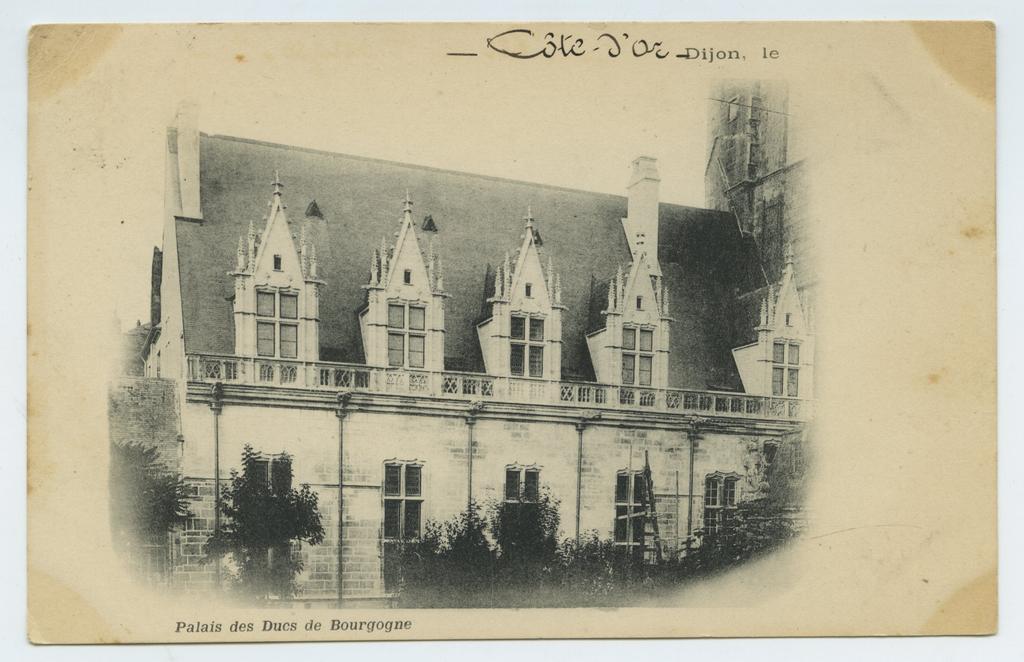 — Côte-d'Or — Dijon, le
Palais des Ducs de Bourgogne